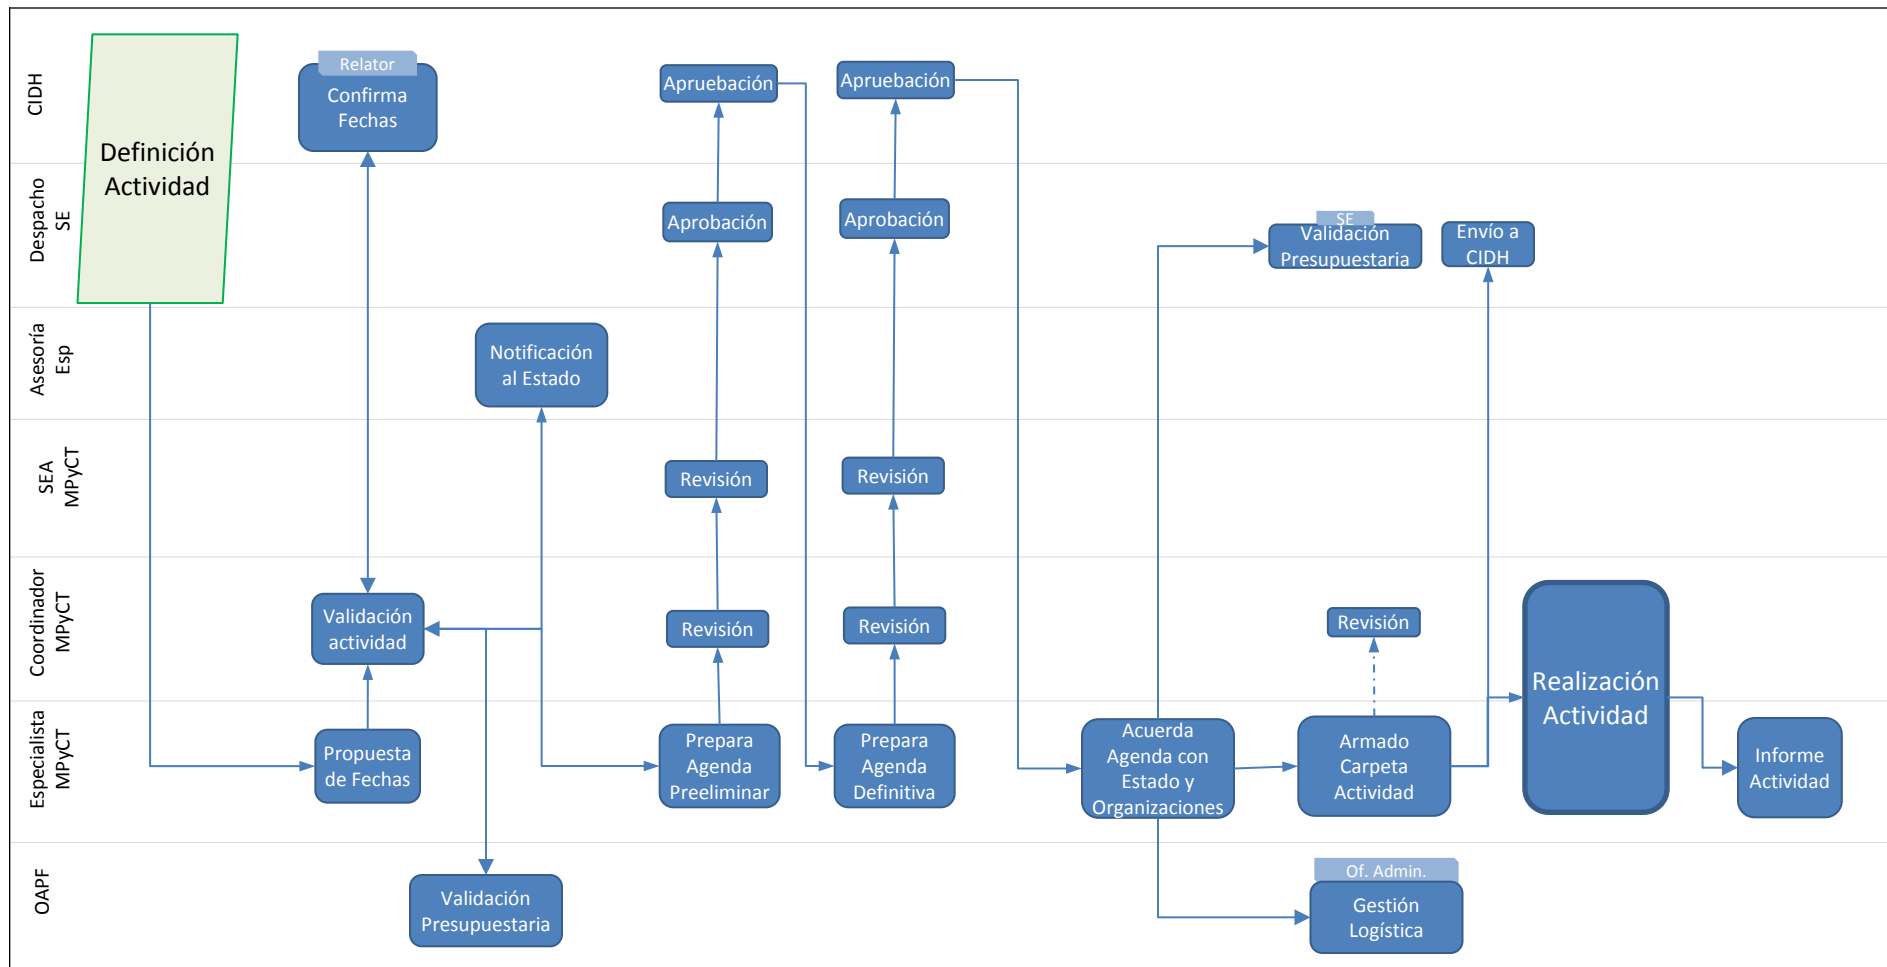 CIDH
Definición
Actividad
Relator
Confirma
Fechas
Apruebación
Apruebación
Despacho
SE
Aprobación
Aprobación
SE
Validación
Presupuestaria
Envío a
CIDH
Asesoría
Esp
Notificación
al Estado
SEA
MPyCT
Revisión
Revisión
Coordinador
MPyCT
Validación
actividad
Revisión
Revisión
Revisión
Realización
Actividad
Especialista
MPyCT
Propuesta
de Fechas
Prepara
Agenda
Preeliminar
Prepara
Agenda
Definitiva
Acuerda
Agenda con
Estado y
Organizaciones
Armado
Carpeta
Actividad
Informe
Actividad
OAPF
Validación
Presupuestaria
Of. Admin.
Gestión
Logística